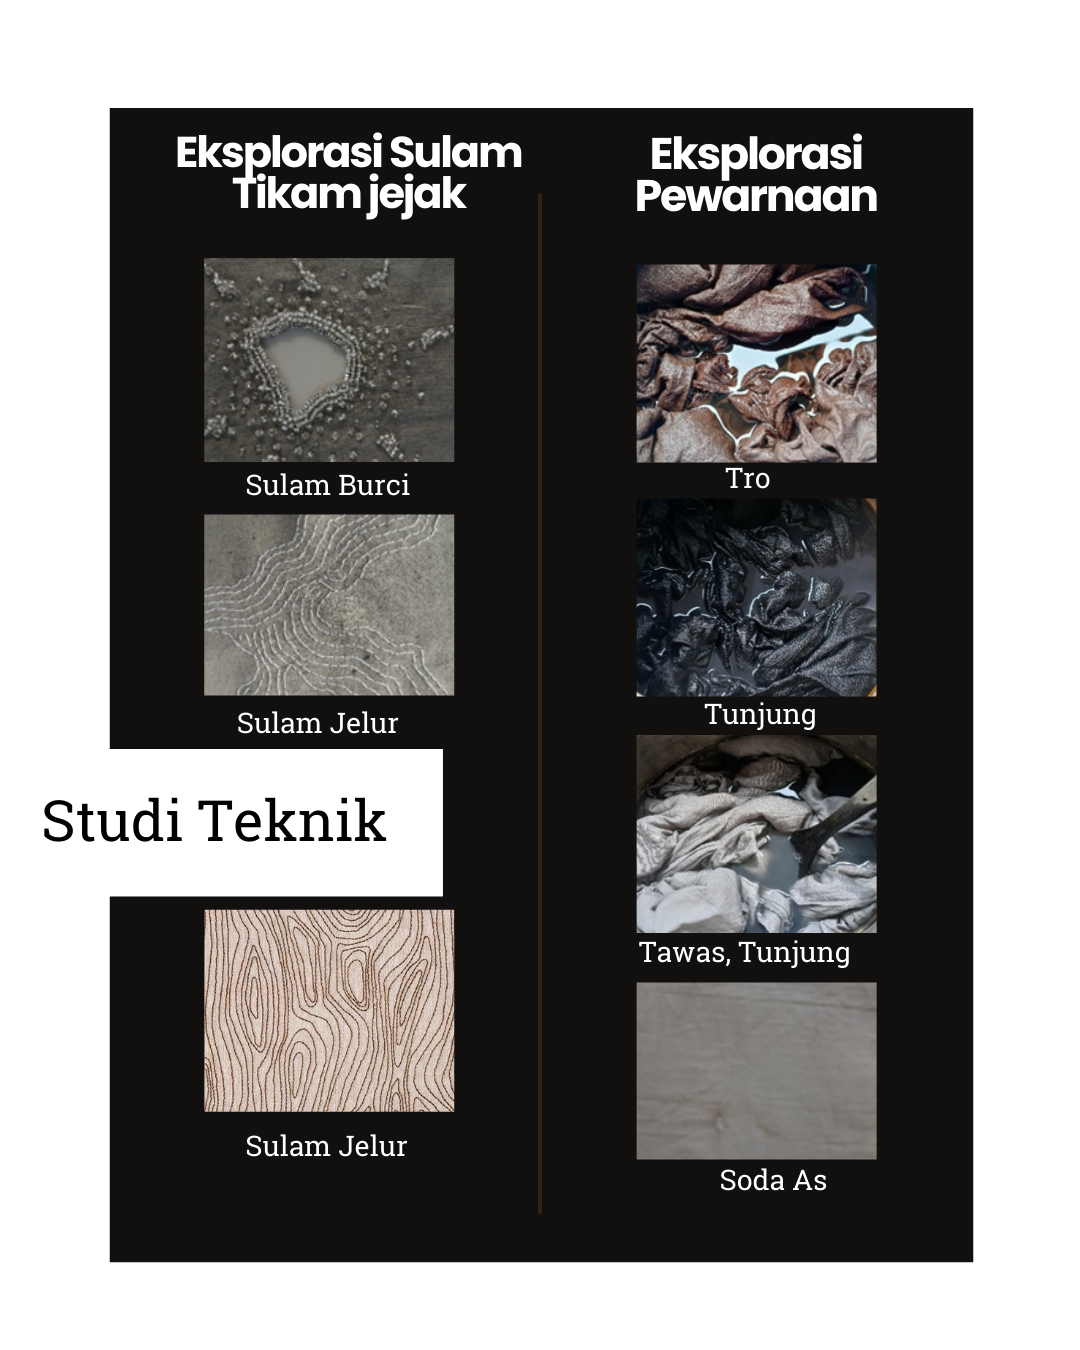 Eksplorasi Sulam
Tikam jejak
Sulam Burci
Sulam Jelur
Studi Teknik
Sulam Jelur
Eksplorasi
Pewarnaan
Tro
Tunjung
Tawas, Tunjung
Soda As